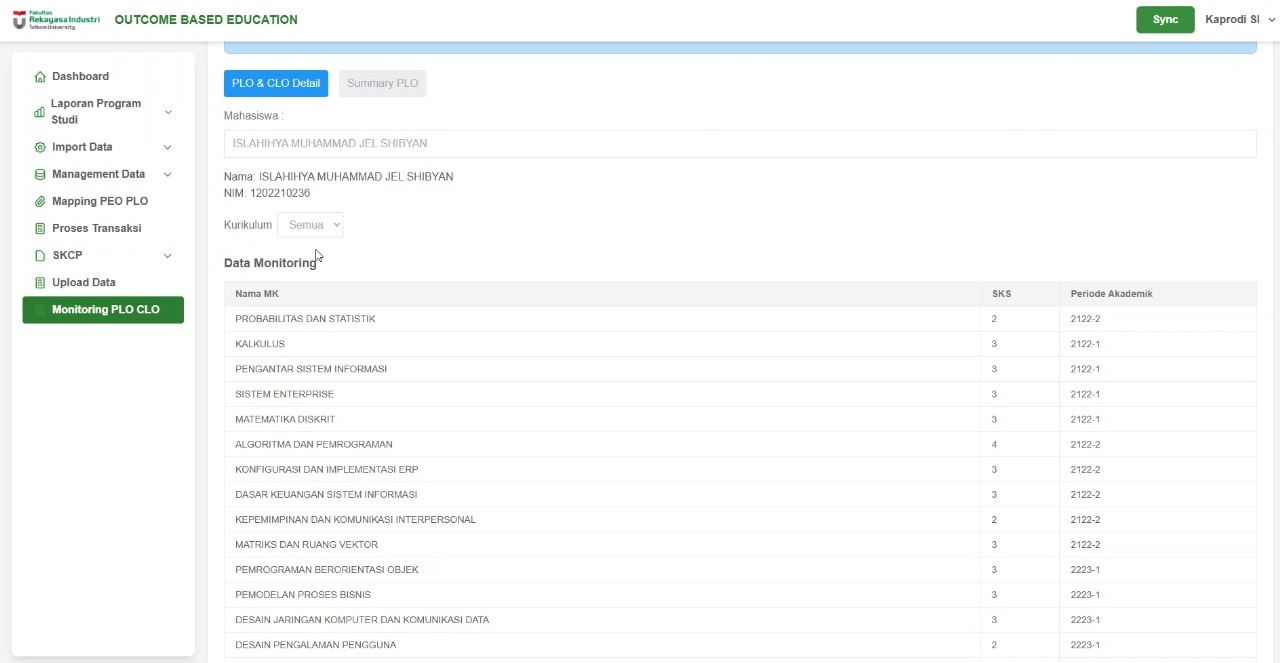 Fakultas
Rekayasa Industri
Telkom University
OUTCOME BASED EDUCATION
Sync
Kaprodi SI
Dashboard
Laporan Program
Studi
Import Data
Management Data
Mapping PEO PLO
Proses Transaksi
SKCP
Upload Data
Monitoring PLO CLO
PLO & CLO Detail
Summary PLO
Mahasiswa :
ISLAHIHYA MUHAMMAD JEL SHIBYAN
Nama: ISLAHIHYA MUHAMMAD JEL SHIBYAN
NIM: 1202210236
Kurikulum Semua
Data Monitoring
Nama MK SKS Periode Akademik
PROBABILITAS DAN STATISTIK 2 2122-2
KALKULUS 3 2122-1
PENGANTAR SISTEM INFORMASI 3 2122-1
SISTEM ENTERPRISE 3 2122-1
MATEMATIKA DISKRIT 3 2122-1
ALGORITMA DAN PEMROGRAMAN 4 2122-2
KONFIGURASI DAN IMPLEMENTASI ERP 3 2122-2
DASAR KEUANGAN SISTEM INFORMASI 3 2122-2
KEPEMIMPINAN DAN KOMUNIKASI INTERPERSONAL 2 2122-2
MATRIKS DAN RUANG VEKTOR 3 2122-2
PEMROGRAMAN BERORIENTASI OBJEK 3 2223-1
PEMODELAN PROSES BISNIS 3 2223-1
DESAIN JARINGAN KOMPUTER DAN KOMUNIKASI DATA 3 2223-1
DESAIN PENGALAMAN PENGGUNA 2 2223-1